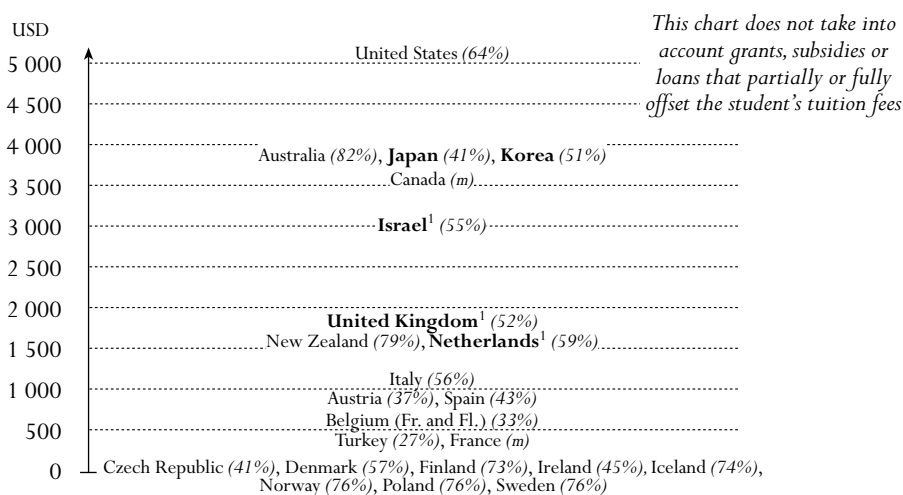 USD
This chart does not take into
account grants, subsidies or
loans that partially or fully
offset the student's tuition fees
5 000
United States (64%)
4 500
4 000
Australia (82%), Japan (41%), Korea (51%)
3 500
Canada (m)
3 000
Israel¹ (55%)
2 500
2 000
United Kingdom¹ (52%)
1 500
New Zealand (79%), Netherlands¹ (59%)
Italy (56%)
1 000
Austria (37%), Spain (43%)
Belgium (Fr. and Fl.) (33%)
500
Turkey (27%), France (m)
0
Czech Republic (41%), Denmark (57%), Finland (73%), Ireland (45%), Iceland (74%),
Norway (76%), Poland (76%), Sweden (76%)